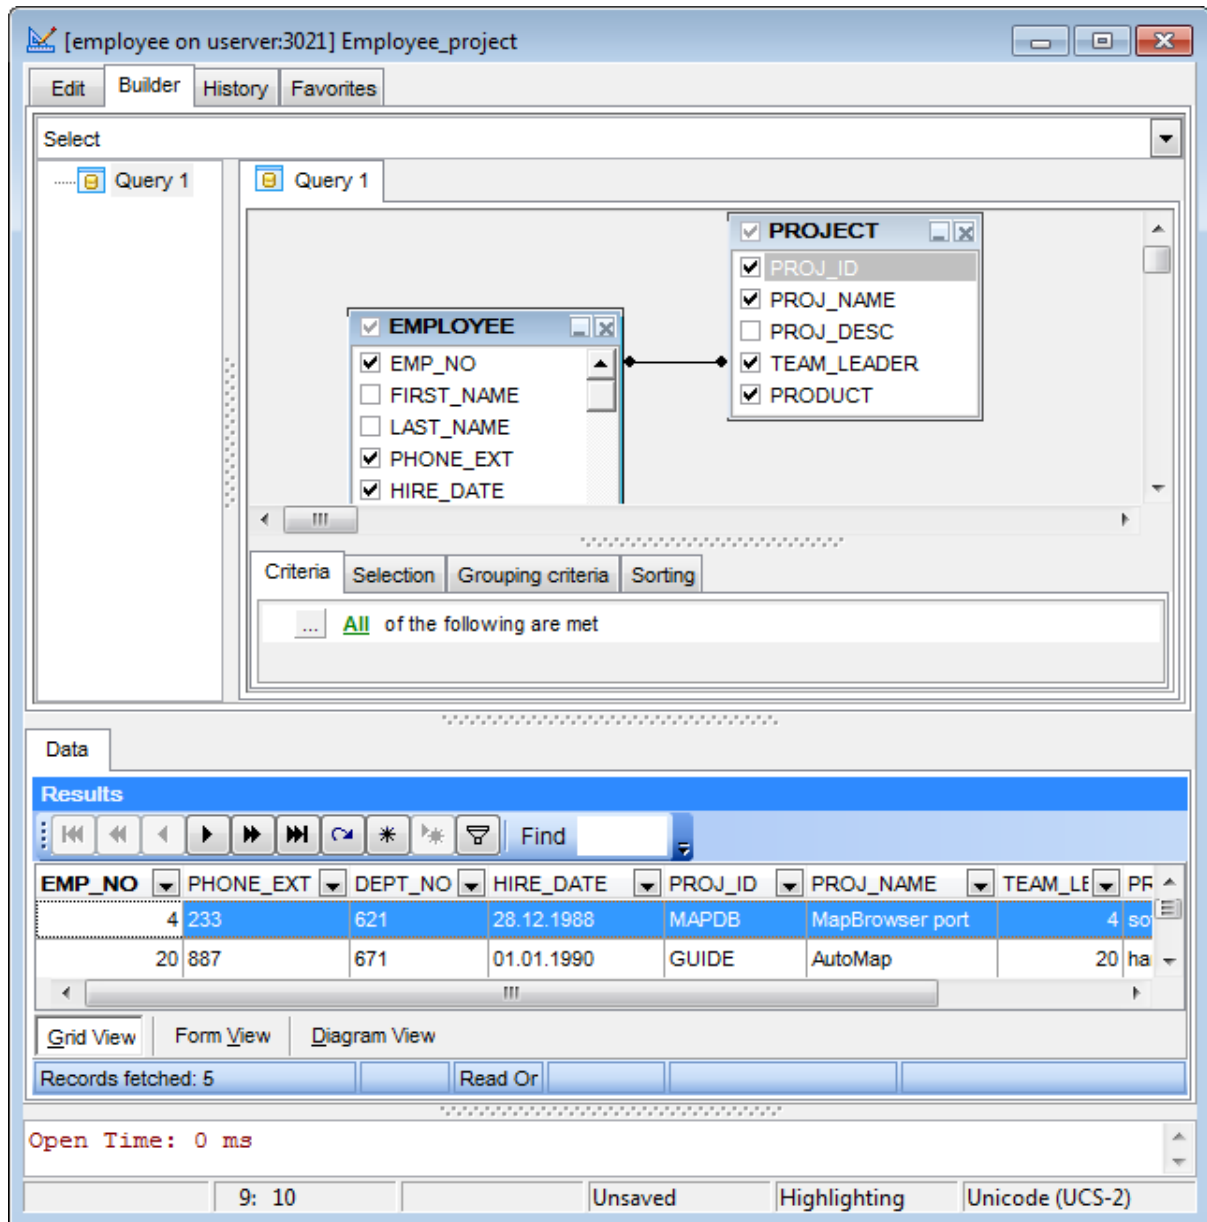 [employee on userver:3021] Employee_project
Edit Builder History Favorites
Select
Query 1
Query 1
PROJECT
PROJ_ID
PROJ_NAME
PROJ_DESC
TEAM_LEADER
PRODUCT
EMPLOYEE
EMP_NO
FIRST_NAME
LAST_NAME
PHONE_EXT
HIRE_DATE
Criteria Selection Grouping criteria Sorting
... All of the following are met
Data
Results
Find
EMP_NO PHONE_EXT DEPT_NO HIRE_DATE PROJ_ID PROJ_NAME TEAM_LE PR
4 233 621 28.12.1988 MAPDB MapBrowser port 4 so
20 887 671 01.01.1990 GUIDE AutoMap 20 ha
Grid View Form View Diagram View
Records fetched: 5 Read Or
Open Time: 0 ms
9: 10 Unsaved Highlighting Unicode (UCS-2)